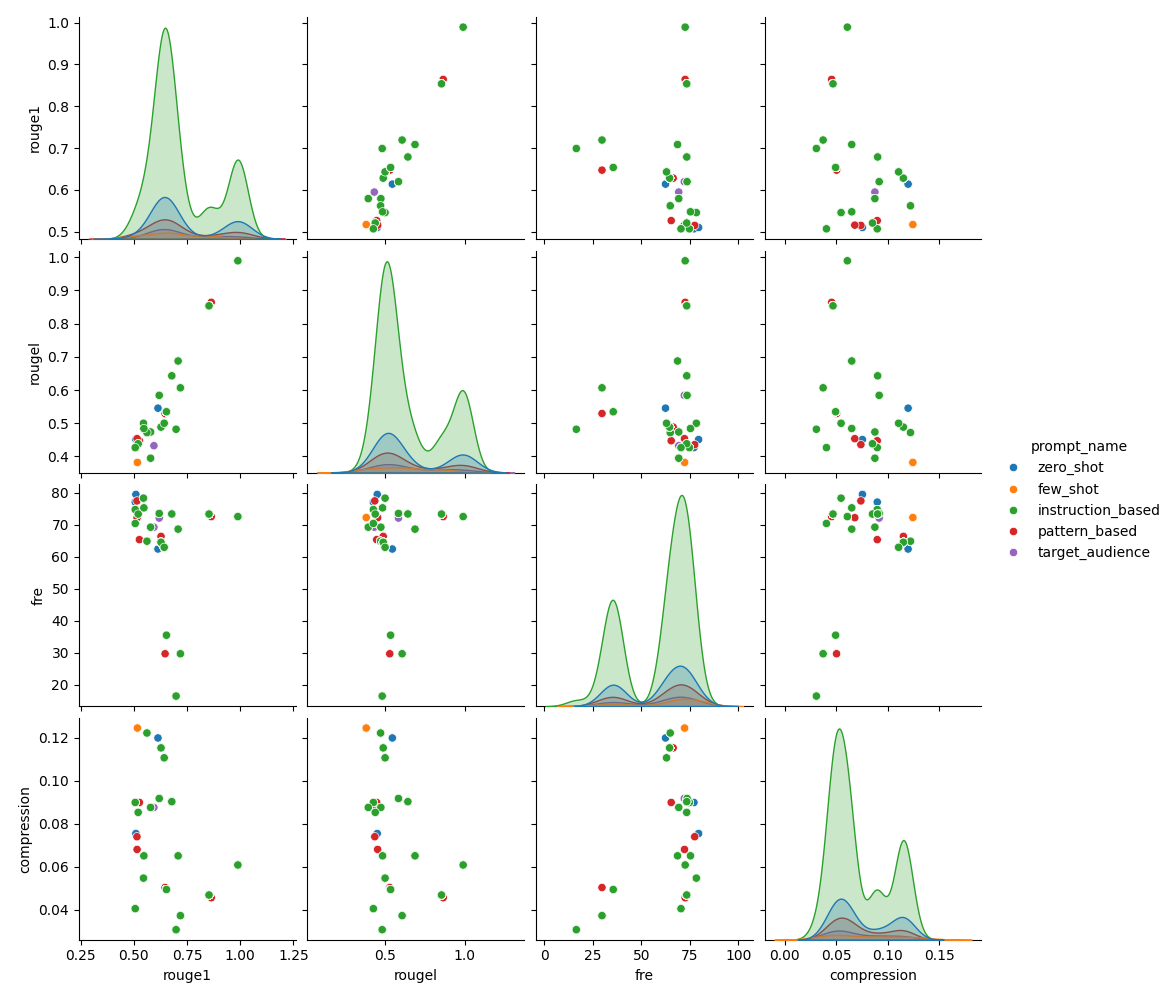 1.0
0.9
0.8
0.7
0.6
0.5
rouge1
1.0
0.9
0.8
0.7
0.6
0.5
0.4
rougel
80
70
60
50
40
30
20
fre
0.12
0.10
0.08
0.06
0.04
compression
0.25 0.50 0.75 1.00 1.25
rouge1
0.5 1.0
rougel
0 25 50 75 100
fre
0.00 0.05 0.10 0.15
compression
prompt_name
zero_shot
few_shot
instruction_based
pattern_based
target_audience